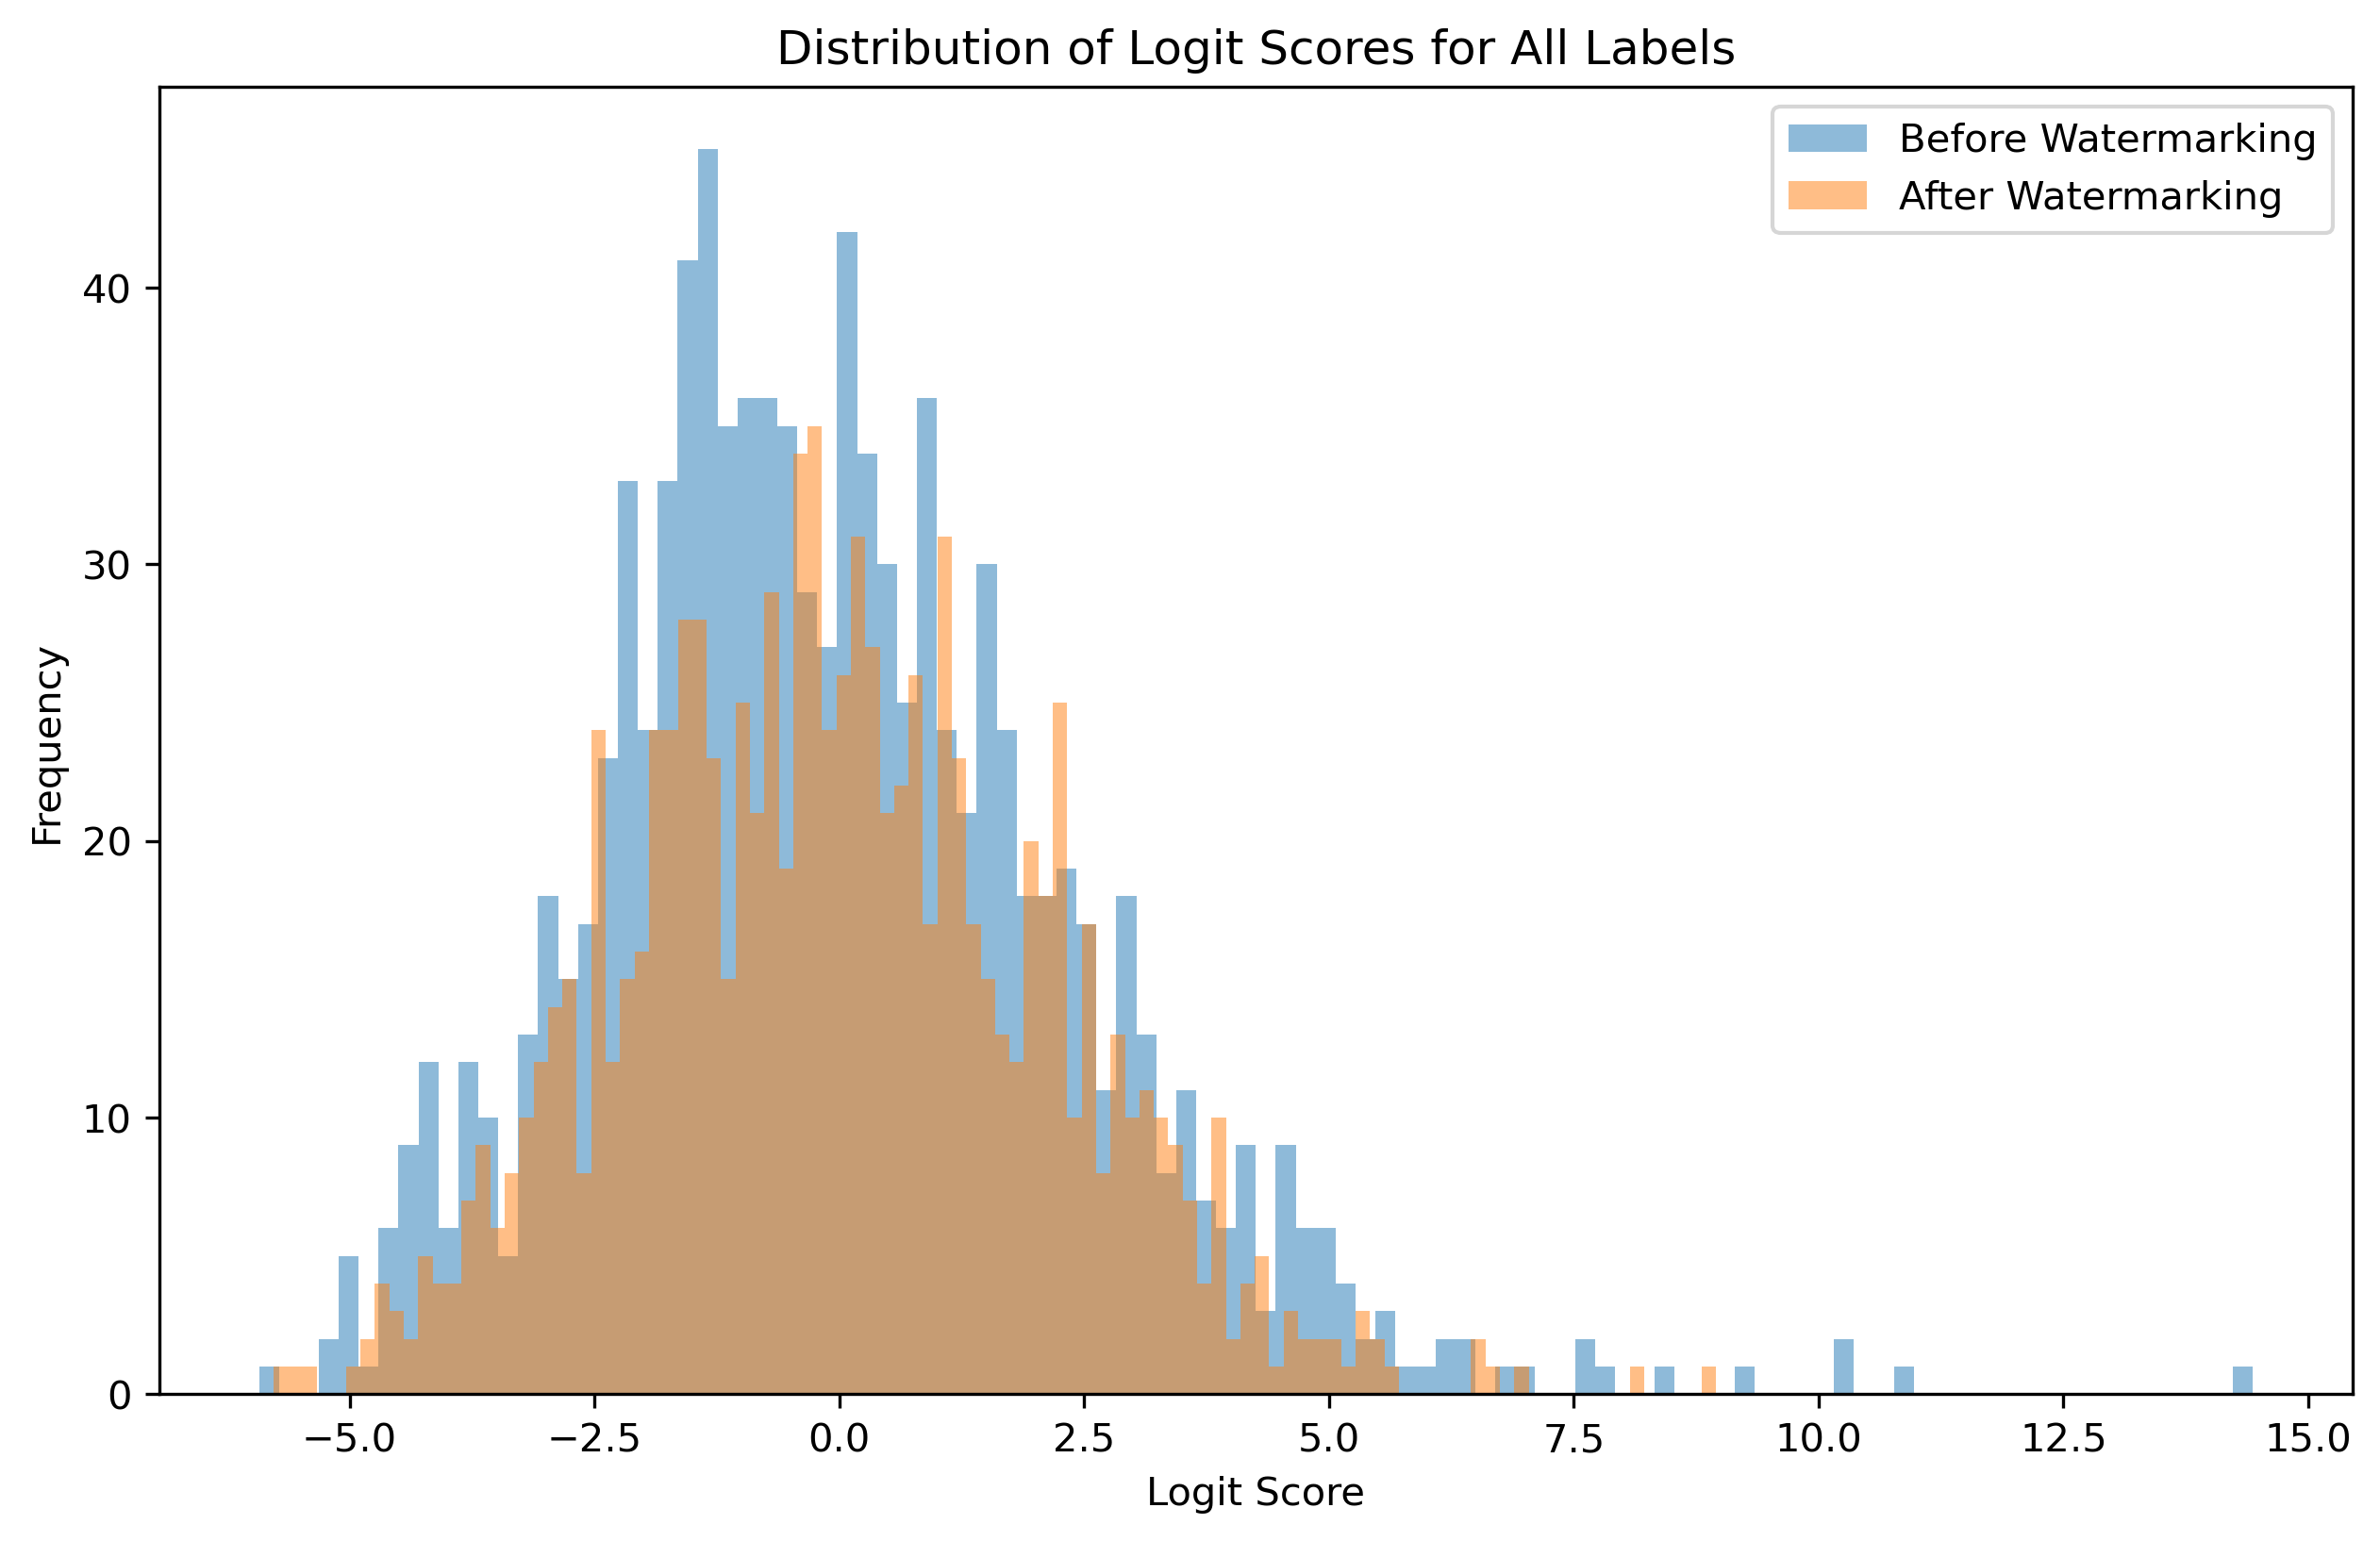 Distribution of Logit Scores for All Labels
Before Watermarking
After Watermarking
Frequency
40
30
20
10
0
−5.0 −2.5 0.0 2.5 5.0 7.5 10.0 12.5 15.0
Logit Score